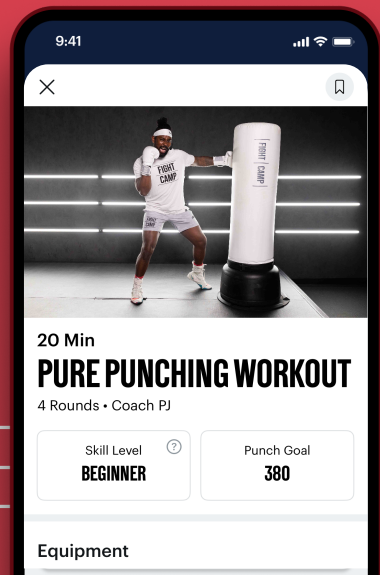 9:41
FIGHT
CAMP
FIGHT CAMP
20 Min
PURE PUNCHING WORKOUT
4 Rounds • Coach PJ
Skill Level
?
BEGINNER
Punch Goal
380
Equipment